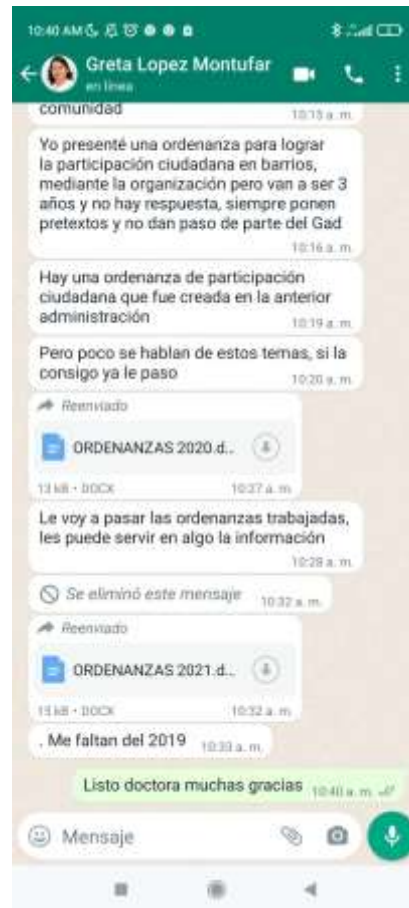 10:40 AM
Greta Lopez Montufar
en línea
comunidad
10:15 a. m.
Yo presenté una ordenanza para lograr
la participación ciudadana en barrios,
mediante la organización pero van a ser 3
años y no hay respuesta, siempre ponen
pretextos y no dan paso de parte del Gad
10:16 a. m.
Hay una ordenanza de participación
ciudadana que fue creada en la anterior
administración
10:19 a. m.
Pero poco se hablan de estos temas, si la
consigo ya le paso
10:20 a. m.
Reenviado
ORDENANZAS 2020.d..
13 kB • DOCX
10:27 a. m.
Le voy a pasar las ordenanzas trabajadas,
les puede servir en algo la información
10:28 a. m.
Se eliminó este mensaje
10:32 a. m.
Reenviado
ORDENANZAS 2021.d..
15 kB • DOCX
10:32 a. m.
. Me faltan del 2019
10:33 a. m.
Listo doctora muchas gracias
10:40 a. m.
Mensaje